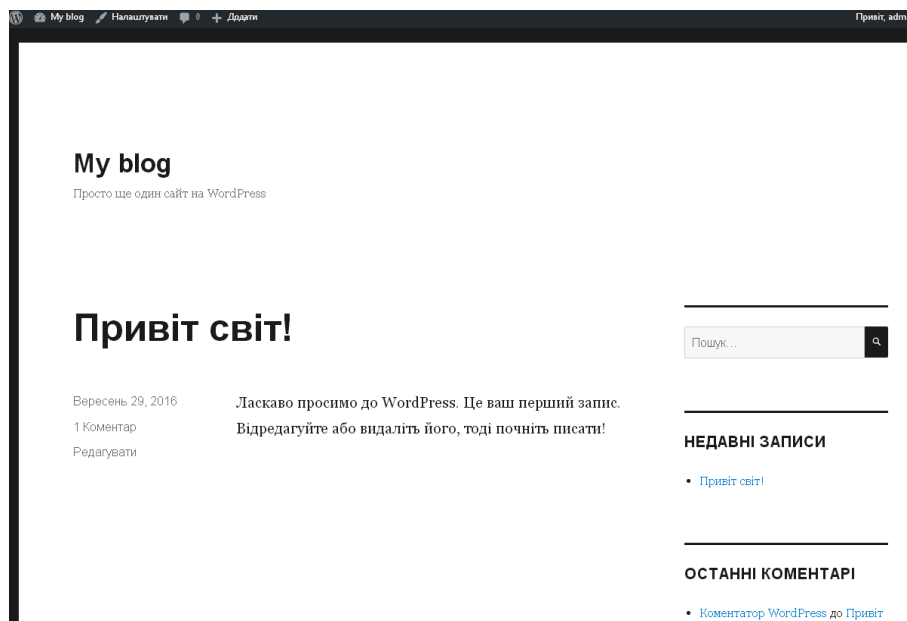 My blog Налаштувати 0 Додати Привіт, adm
My blog
Просто ще один сайт на WordPress
Привіт світ!
Пошук…
Вересень 29, 2016
1 Коментар
Редагувати
Ласкаво просимо до WordPress. Це ваш перший запис.
Відредагуйте або видаліть його, тоді почніть писати!
НЕДАВНІ ЗАПИСИ
Привіт світ!
ОСТАННІ КОМЕНТАРІ
Коментатор WordPress до Привіт